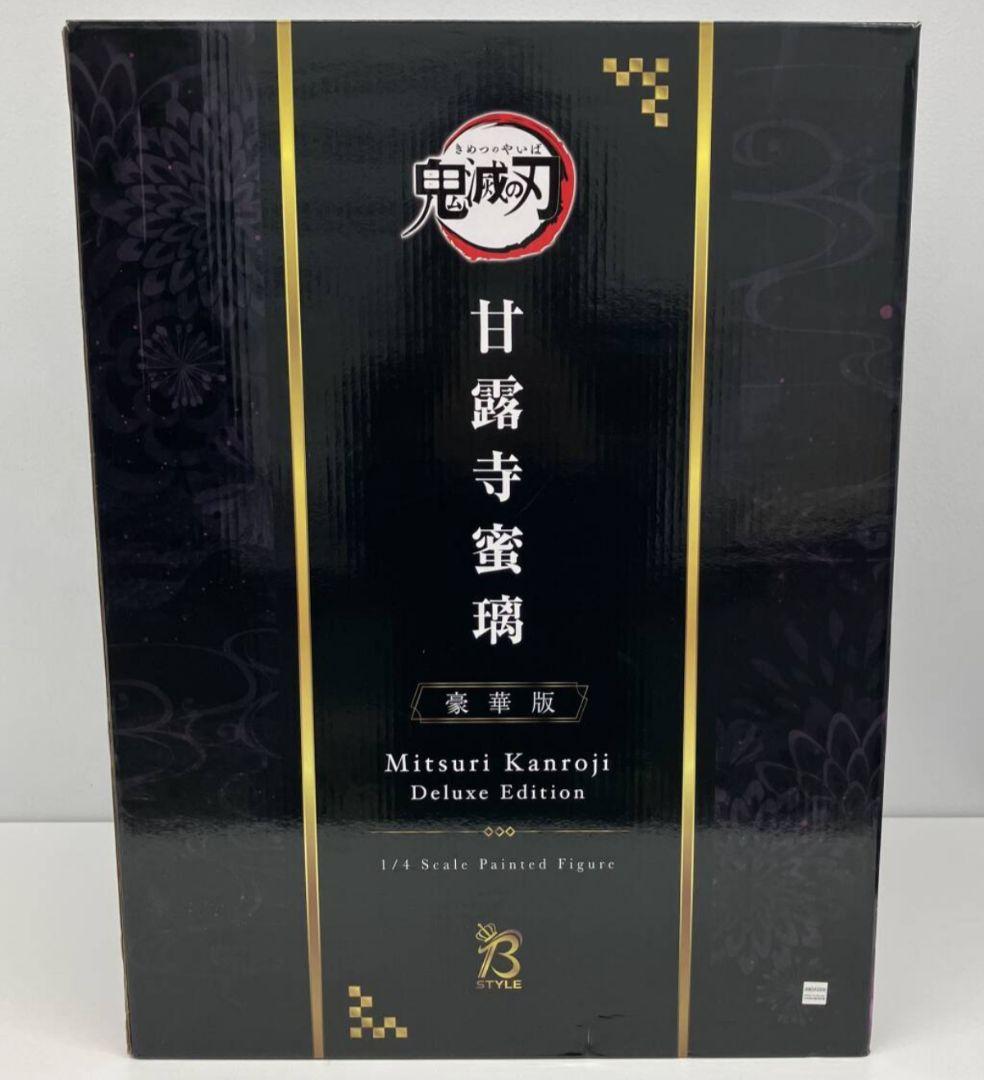 きめつのやいば
鬼滅の刃
甘露寺蜜璃
豪華版
Mitsuri Kanroji
Deluxe Edition
1/4 Scale Painted Figure
B
STYLE